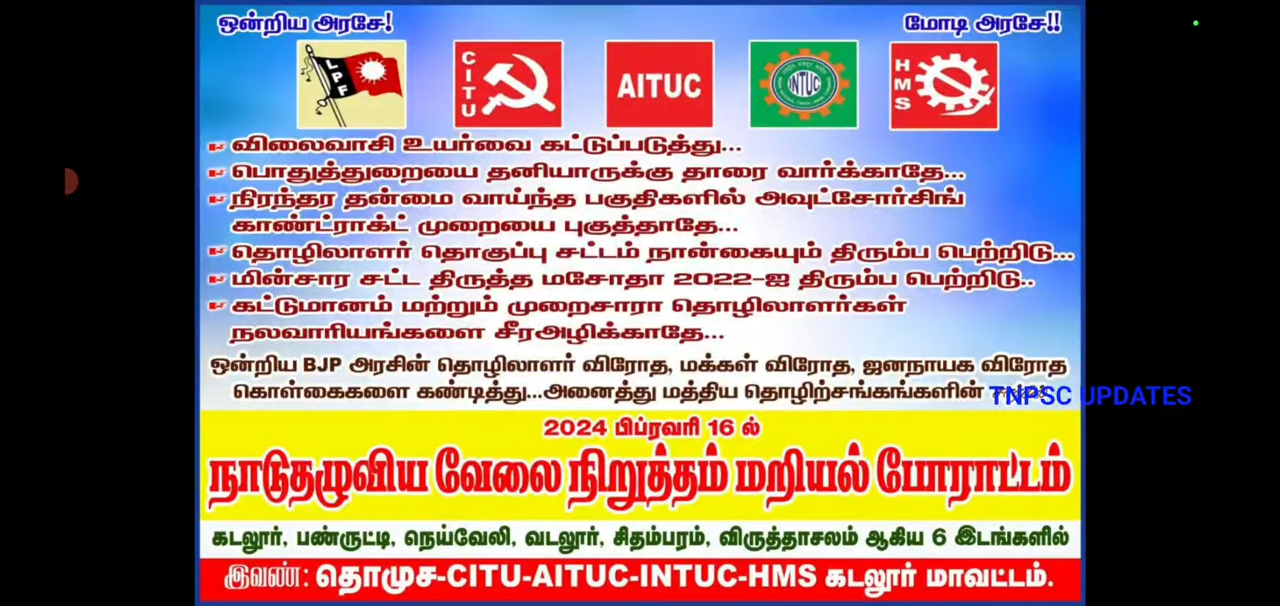 ஒன்றிய அரசே! மோடி அரசே!!
LPF CITU AITUC INTUC HMS
விலைவாசி உயர்வை கட்டுப்படுத்து...
பொதுத்துறையை தனியாருக்கு தாரை வார்க்காதே...
நிரந்தர தன்மை வாய்ந்த பகுதிகளில் அவுட்சோர்சிங்
காண்ட்ராக்ட் முறையை புகுத்தாதே...
தொழிலாளர் தொகுப்பு சட்டம் நான்கையும் திரும்ப பெற்றிடு...
மின்சார சட்ட திருத்த மசோதா 2022-ஐ திரும்ப பெற்றிடு..
கட்டுமானம் மற்றும் முறைசாரா தொழிலாளர்கள்
நலவாரியங்களை சீரஅழிக்காதே...
ஒன்றிய BJP அரசின் தொழிலாளர் விரோத, மக்கள் விரோத, ஜனநாயக விரோத
கொள்கைகளை கண்டித்து...அனைத்து மத்திய தொழிற்சங்கங்களின்
TNPSC UPDATES
2024 பிப்ரவரி 16 ல்
நாடுதழுவிய வேலை நிறுத்தம் மறியல் போராட்டம்
கடலூர், பண்ருட்டி, நெய்வேலி, வடலூர், சிதம்பரம், விருத்தாசலம் ஆகிய 6 இடங்களில்
இவண்: தொமுச-CITU-AITUC-INTUC-HMS கடலூர் மாவட்டம்.